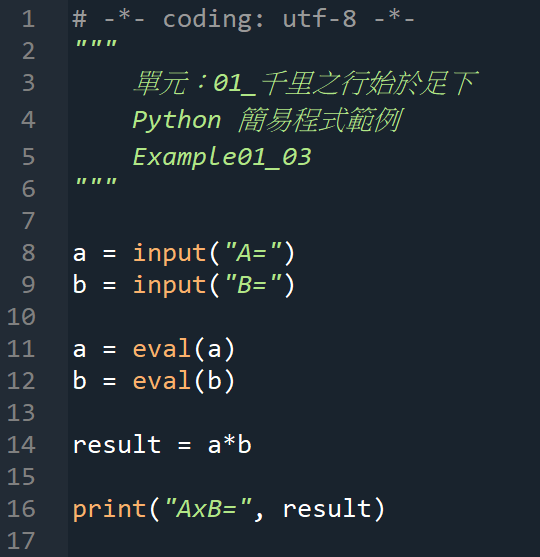 1 # -*- coding: utf-8 -*-
2 """
3     單元：01_千里之行始於足下
4     Python 簡易程式範例
5     Example01_03
6 """
7
8 a = input("A=")
9 b = input("B=")
10
11 a = eval(a)
12 b = eval(b)
13
14 result = a*b
15
16 print("AxB=", result)
17